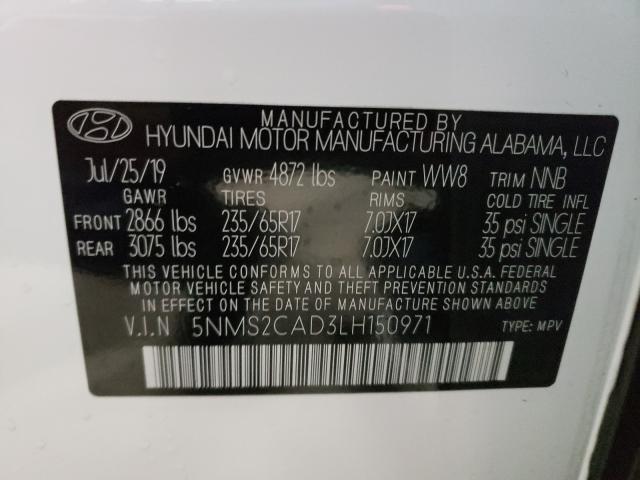 MANUFACTURED BY
HYUNDAI MOTOR MANUFACTURING ALABAMA, LLC
Jul/25/19 GVWR 4872 lbs PAINT WW8 TRIM NNB
GAWR TIRES RIMS COLD TIRE INFL
FRONT 2866 lbs 235/65R17 7.0JX17 35 psi SINGLE
REAR 3075 lbs 235/65R17 7.0JX17 35 psi SINGLE
THIS VEHICLE CONFORMS TO ALL APPLICABLE U.S.A. FEDERAL
MOTOR VEHICLE SAFETY AND THEFT PREVENTION STANDARDS
IN EFFECT ON THE DATE OF MANUFACTURE SHOWN ABOVE.
V.I.N 5NMS2CAD3LH150971 TYPE: MPV